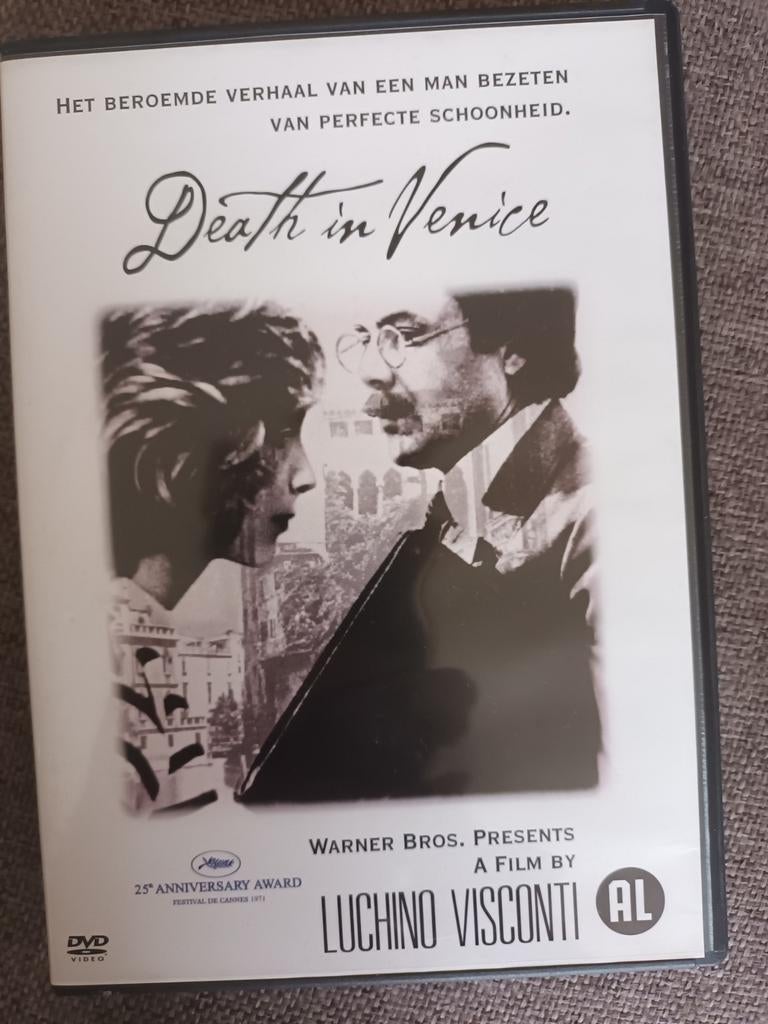 HET BEROEMDE VERHAAL VAN EEN MAN BEZETEN
VAN PERFECTE SCHOONHEID.
Death in Venice
WARNER BROS. PRESENTS
A FILM BY
LUCHINO VISCONTI
25th ANNIVERSARY AWARD
FESTIVAL DE CANNES 1971
AL
DVD
VIDEO